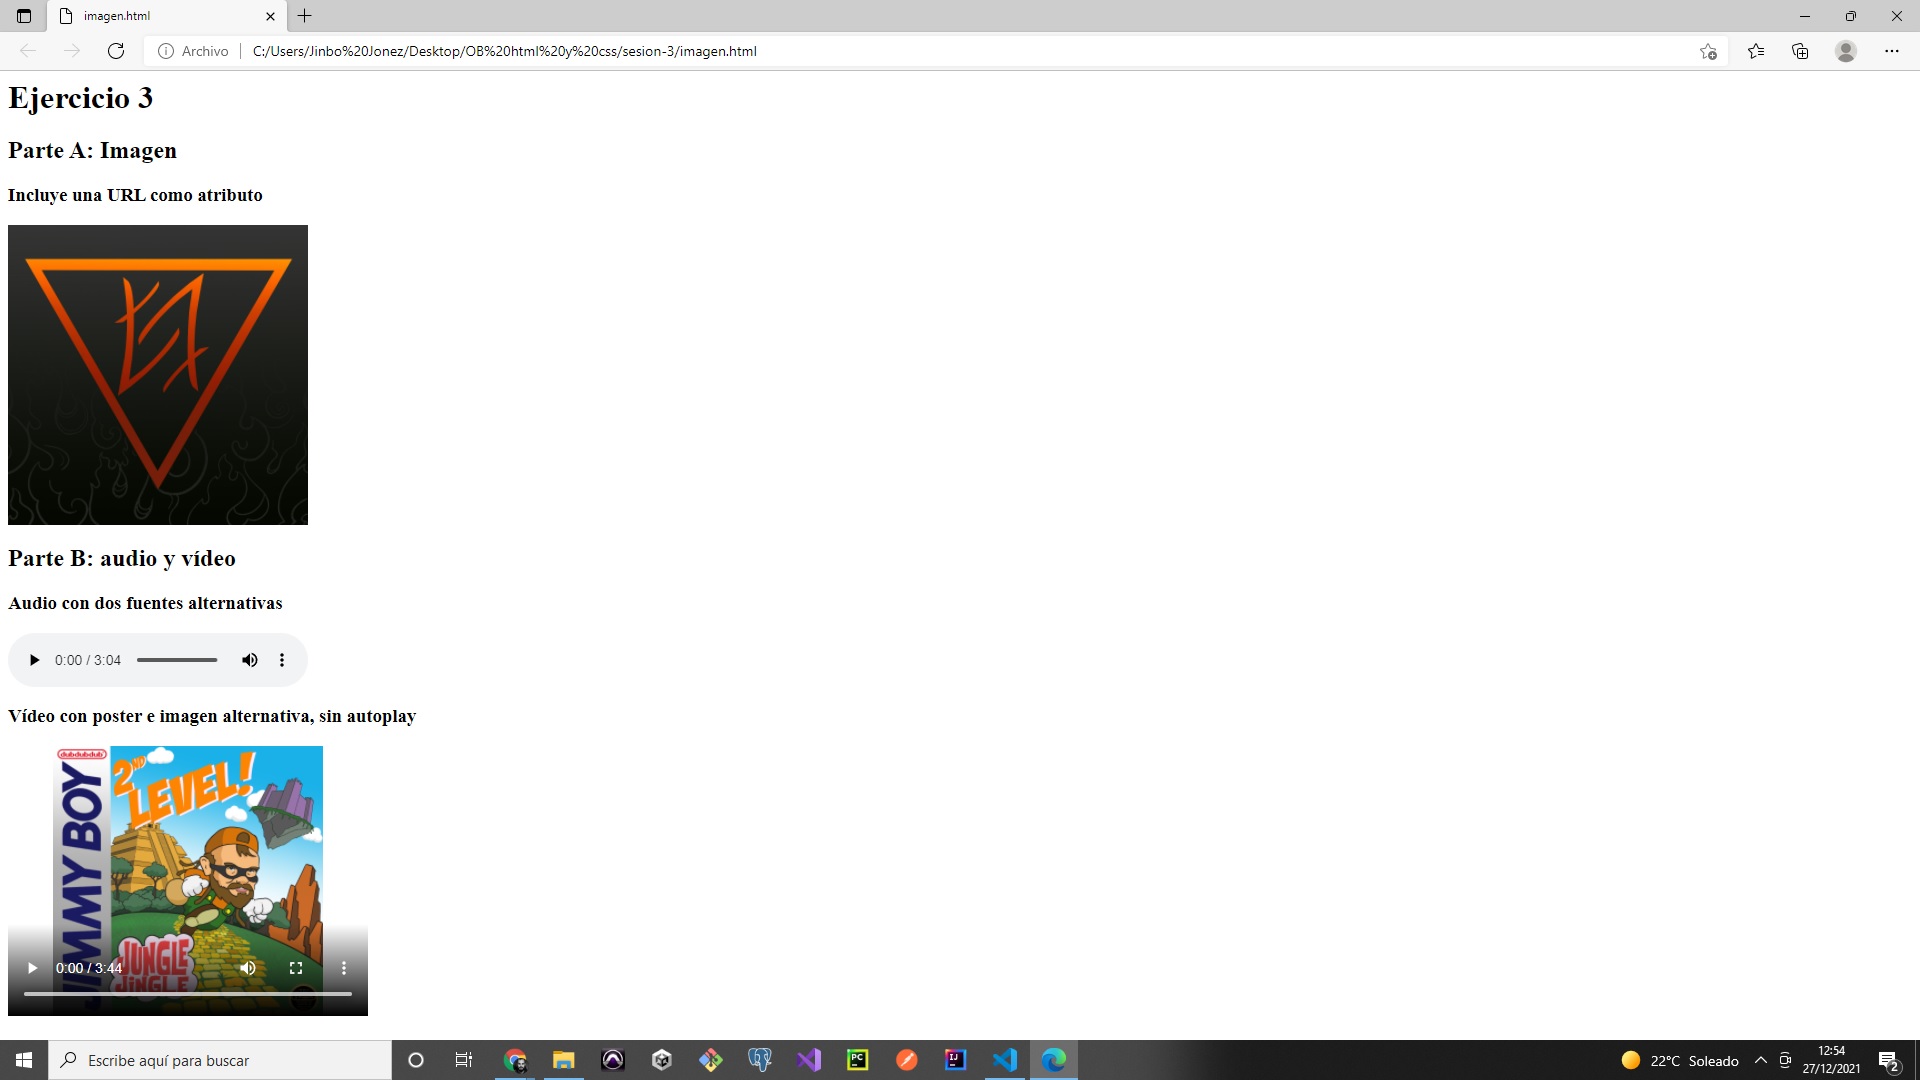 imagen.html
Archivo C:/Users/Jinbo%20Jonez/Desktop/OB%20html%20y%20css/sesion-3/imagen.html
Ejercicio 3
Parte A: Imagen
Incluye una URL como atributo
Parte B: audio y vídeo
Audio con dos fuentes alternativas
0:00 / 3:04
Vídeo con poster e imagen alternativa, sin autoplay
dubdubdub
JIMMY BOY
2ND
LEVEL!
JUNGLE
JINGLE
0:00 / 3:44
Escribe aquí para buscar
PC
IJ
22°C Soleado
12:54
27/12/2021
2